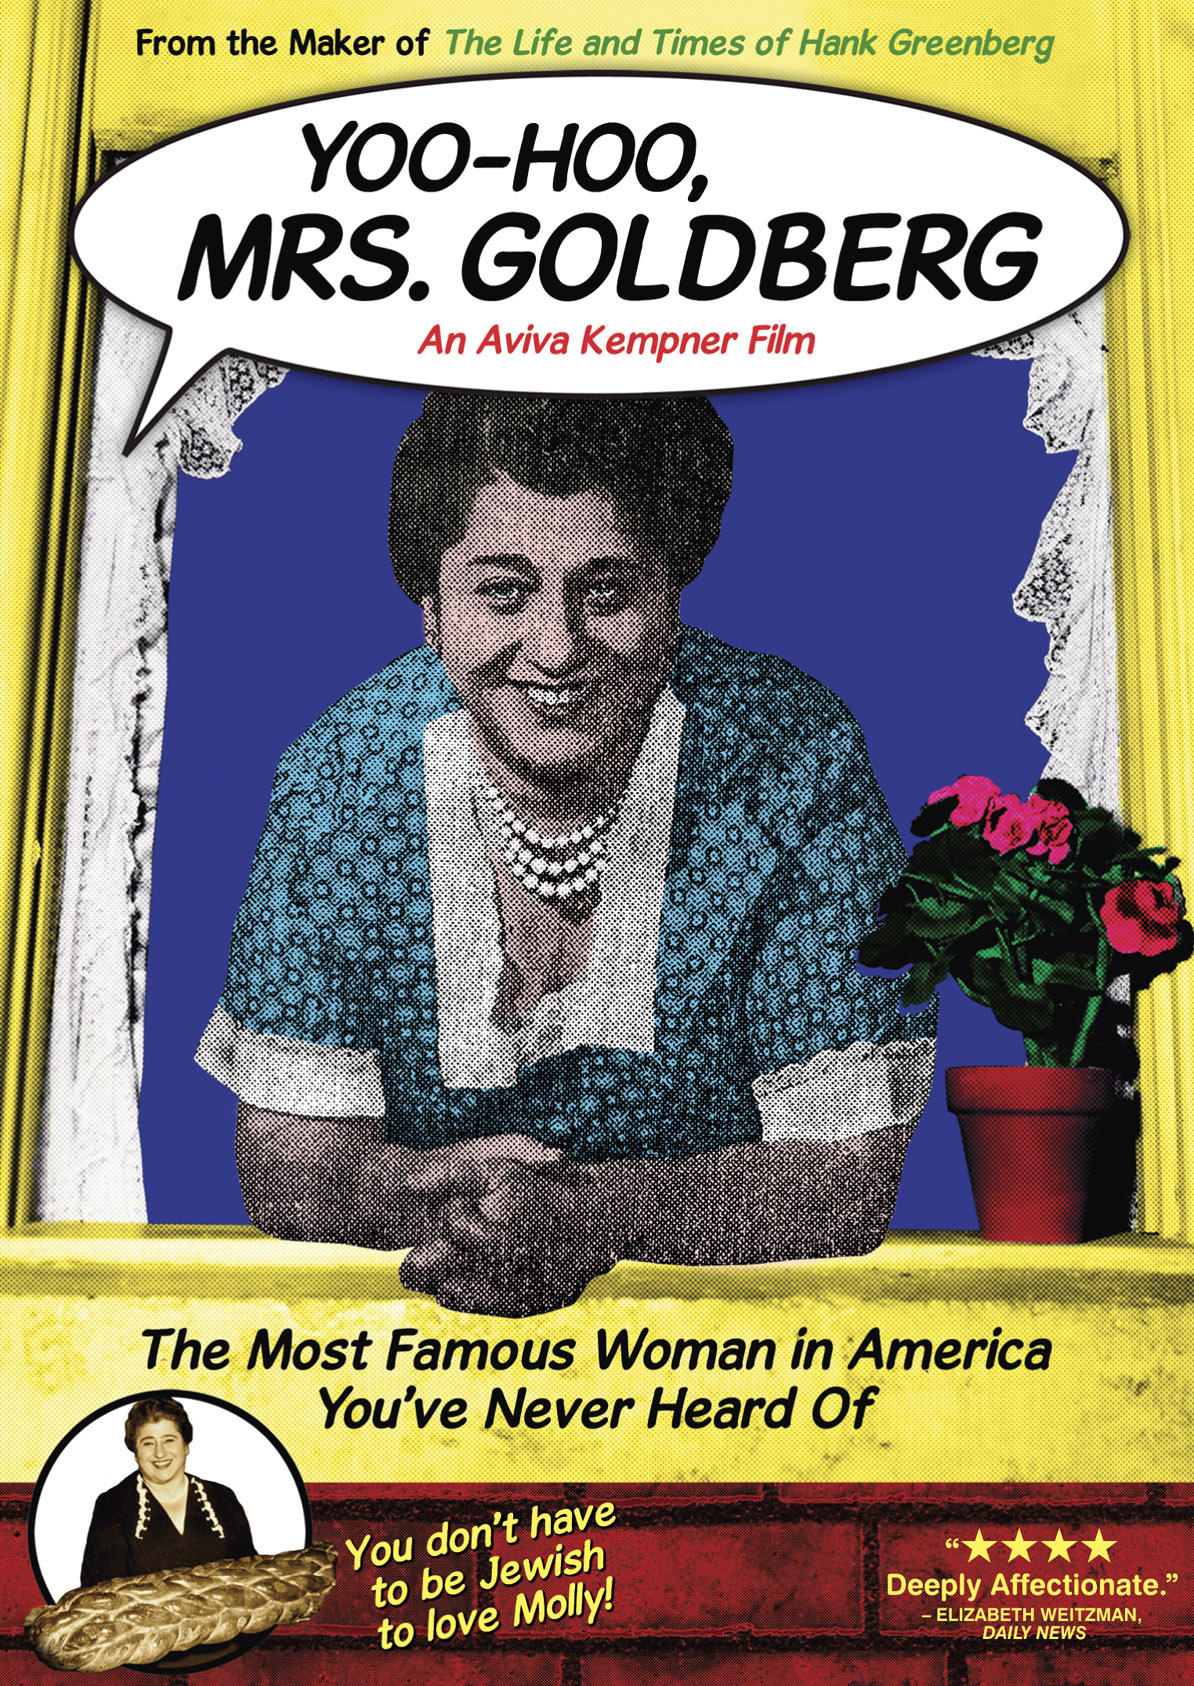 From the Maker of The Life and Times of Hank Greenberg
YOO-HOO,
MRS. GOLDBERG
An Aviva Kempner Film
The Most Famous Woman in America
You've Never Heard Of
You don't have
to be Jewish
to love Molly!
"★★★★
Deeply Affectionate."
– ELIZABETH WEITZMAN,
DAILY NEWS